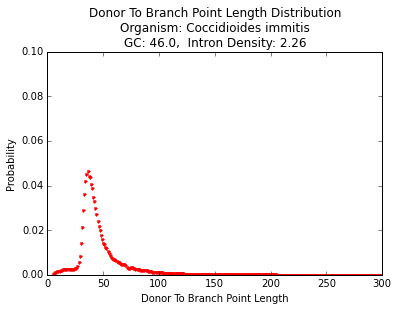 Donor To Branch Point Length Distribution
Organism: Coccidioides immitis
GC: 46.0,  Intron Density: 2.26
0.10
0.08
0.06
0.04
0.02
0.00
Probability
0 50 100 150 200 250 300
Donor To Branch Point Length